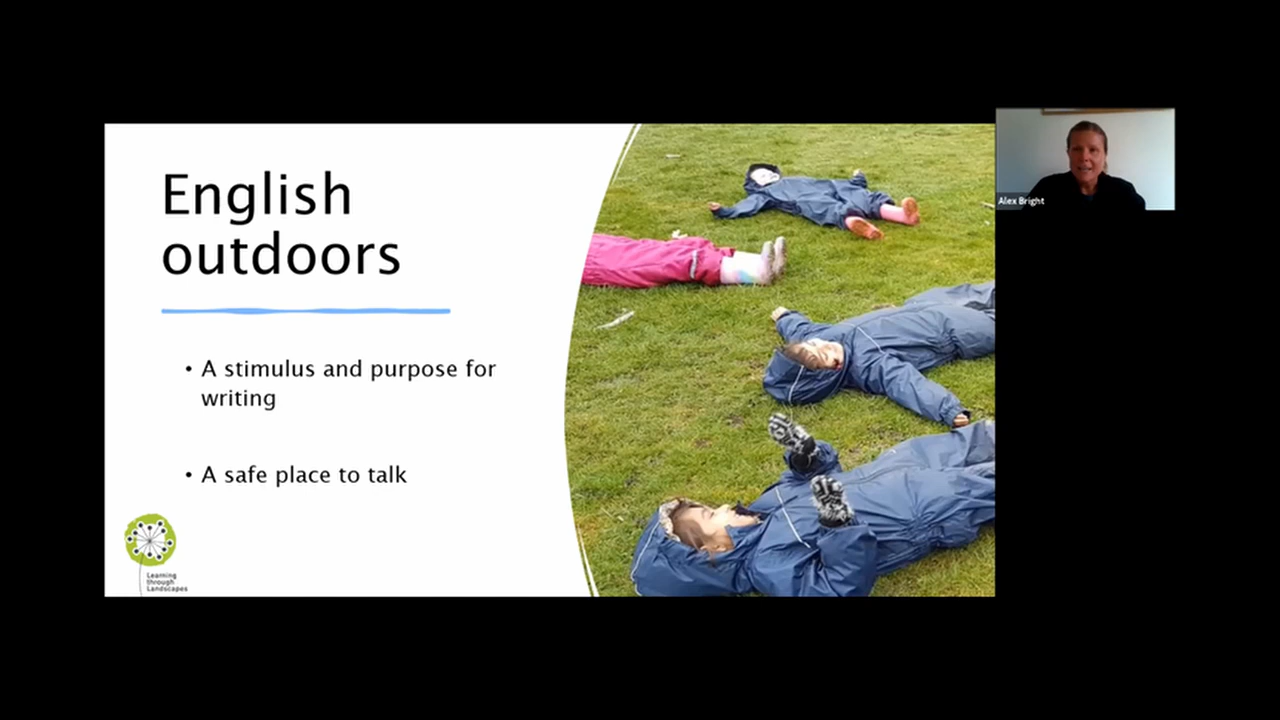 English
outdoors
• A stimulus and purpose for
writing
• A safe place to talk
Learning
through
Landscapes
Alex Bright